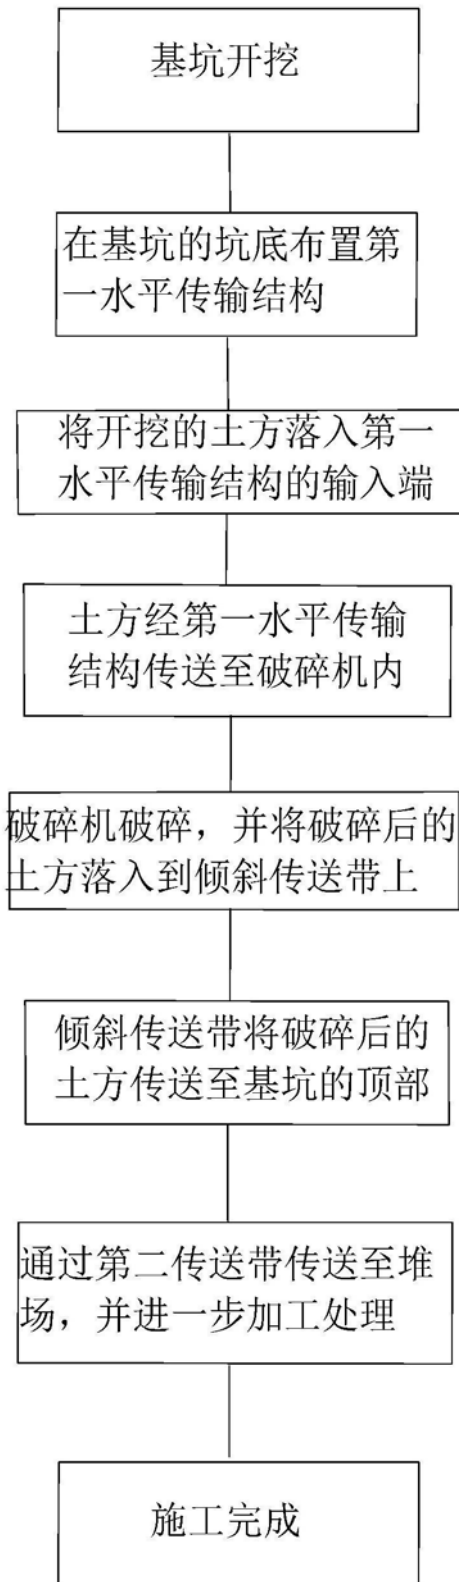 基坑开挖
在基坑的坑底布置第
一水平传输结构
将开挖的土方落入第一
水平传输结构的输入端
土方经第一水平传输
结构传送至破碎机内
破碎机破碎，并将破碎后的
土方落入到倾斜传送带上
倾斜传送带将破碎后的
土方传送至基坑的顶部
通过第二传送带传送至堆
场，并进一步加工处理
施工完成